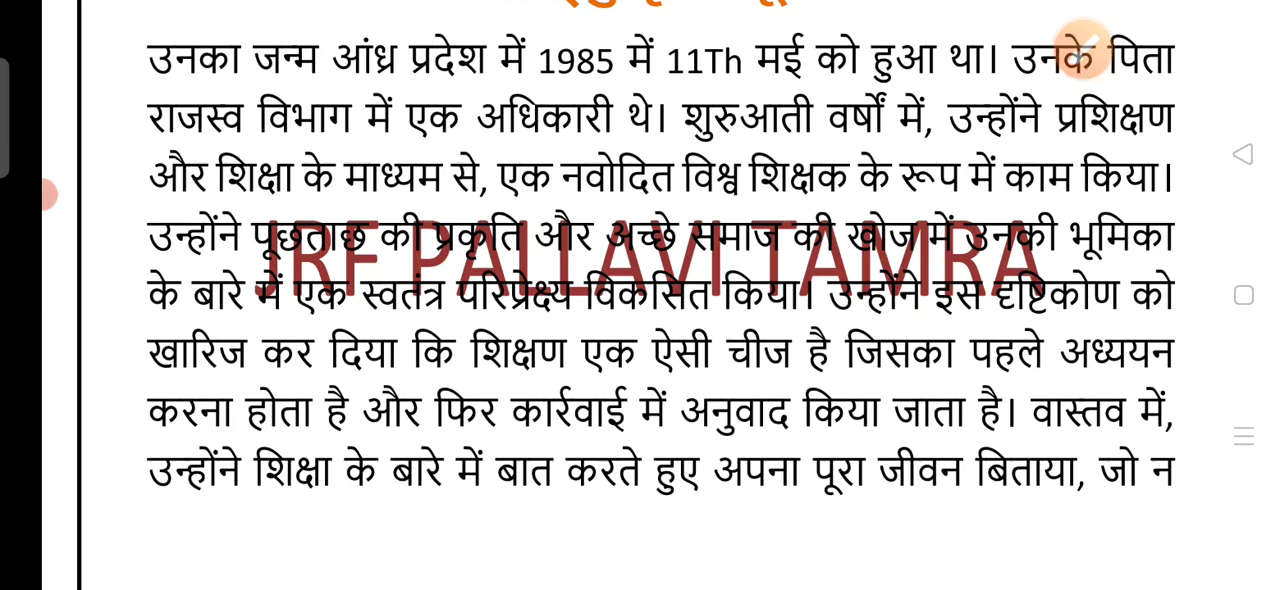 उनका जन्म आंध्र प्रदेश में 1985 में 11Th मई को हुआ था। उनके पिता
राजस्व विभाग में एक अधिकारी थे। शुरुआती वर्षों में, उन्होंने प्रशिक्षण
और शिक्षा के माध्यम से, एक नवोदित विश्व शिक्षक के रूप में काम किया।
उन्होंने पूछताछ की प्रकृति और अच्छे समाज की खोज में उनकी भूमिका
JRF PALLAVI TAMRA
के बारे में एक स्वतंत्र परिप्रेक्ष्य विकसित किया। उन्होंने इस दृष्टिकोण को
खारिज कर दिया कि शिक्षण एक ऐसी चीज है जिसका पहले अध्ययन
करना होता है और फिर कार्रवाई में अनुवाद किया जाता है। वास्तव में,
उन्होंने शिक्षा के बारे में बात करते हुए अपना पूरा जीवन बिताया, जो न